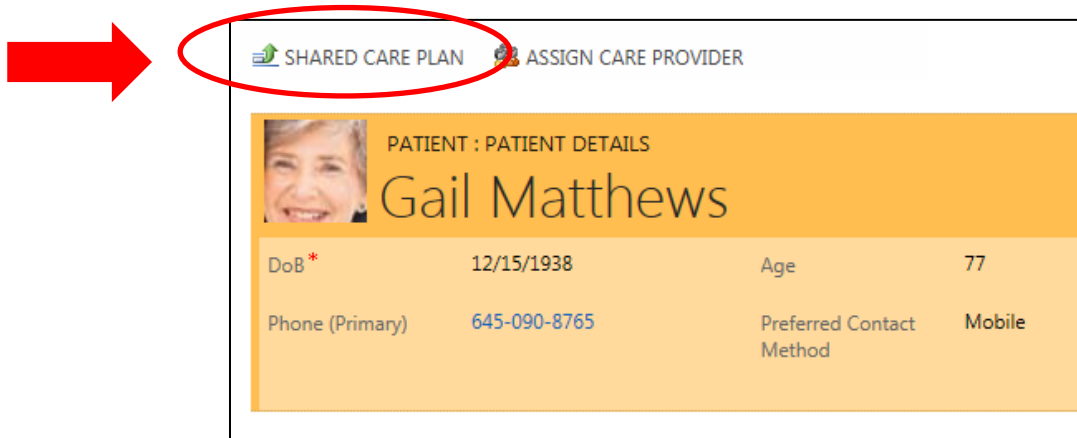 SHARED CARE PLAN ASSIGN CARE PROVIDER
PATIENT : PATIENT DETAILS
Gail Matthews
DoB* 12/15/1938 Age 77
Phone (Primary) 645-090-8765 Preferred Contact Mobile
Method